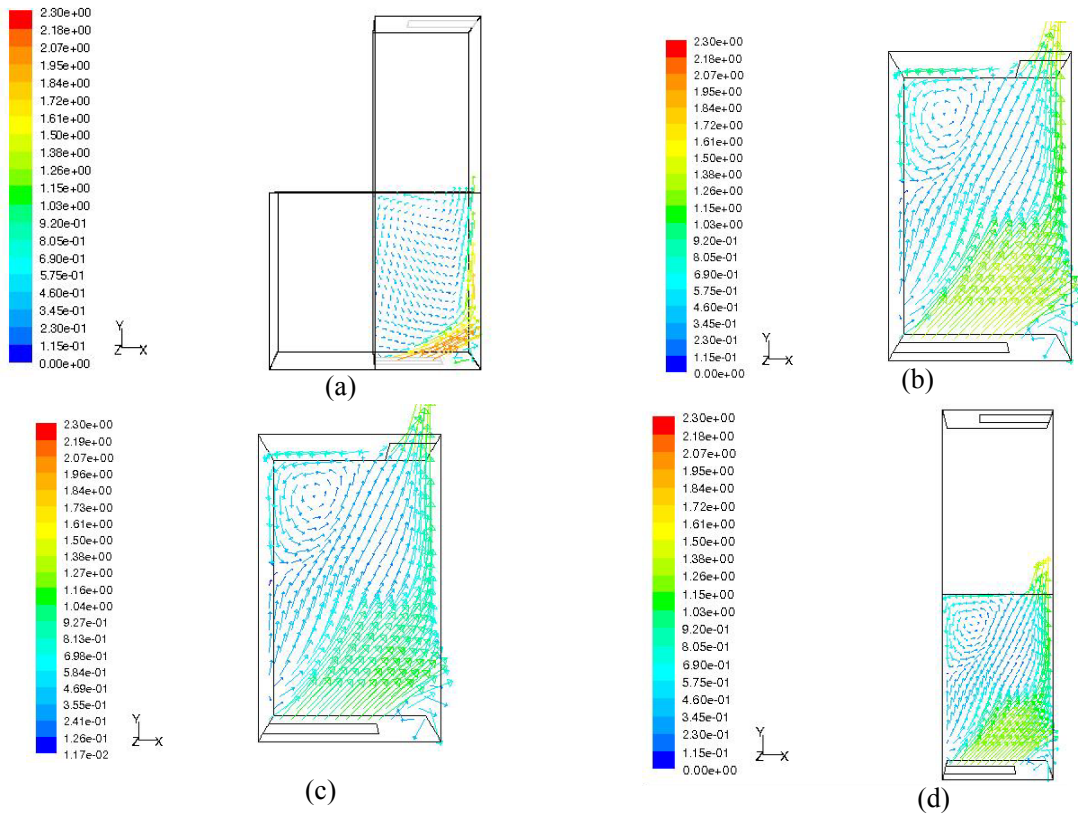 2.30e+00
2.18e+00
2.07e+00
1.95e+00
1.84e+00
1.72e+00
1.61e+00
1.50e+00
1.38e+00
1.26e+00
1.15e+00
1.03e+00
9.20e-01
8.05e-01
6.90e-01
5.75e-01
4.60e-01
3.45e-01
2.30e-01
1.15e-01
0.00e+00
Y
Z X
(a)
2.30e+00
2.18e+00
2.07e+00
1.95e+00
1.84e+00
1.72e+00
1.61e+00
1.50e+00
1.38e+00
1.26e+00
1.15e+00
1.03e+00
9.20e-01
8.05e-01
6.90e-01
5.75e-01
4.60e-01
3.45e-01
2.30e-01
1.15e-01
0.00e+00
Y
Z X
(b)
2.30e+00
2.19e+00
2.07e+00
1.96e+00
1.84e+00
1.73e+00
1.61e+00
1.50e+00
1.38e+00
1.27e+00
1.16e+00
1.04e+00
9.27e-01
8.13e-01
6.98e-01
5.84e-01
4.69e-01
3.55e-01
2.41e-01
1.26e-01
1.17e-02
Y
Z X
(c)
2.30e+00
2.18e+00
2.07e+00
1.95e+00
1.84e+00
1.72e+00
1.61e+00
1.50e+00
1.38e+00
1.26e+00
1.15e+00
1.03e+00
9.20e-01
8.05e-01
6.90e-01
5.75e-01
4.60e-01
3.45e-01
2.30e-01
1.15e-01
0.00e+00
Y
Z X
(d)